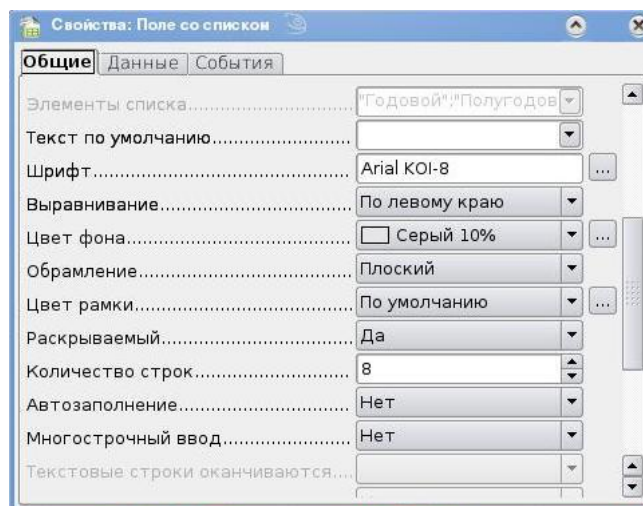 Свойства: Поле со списком
Общие Данные События
Элементы списка "Годовой";"Полугодов
Текст по умолчанию
Шрифт Arial KOI-8 ...
Выравнивание По левому краю
Цвет фона Серый 10% ...
Обрамление Плоский
Цвет рамки По умолчанию ...
Раскрываемый Да
Количество строк 8
Автозаполнение Нет
Многострочный ввод Нет
Текстовые строки оканчиваются